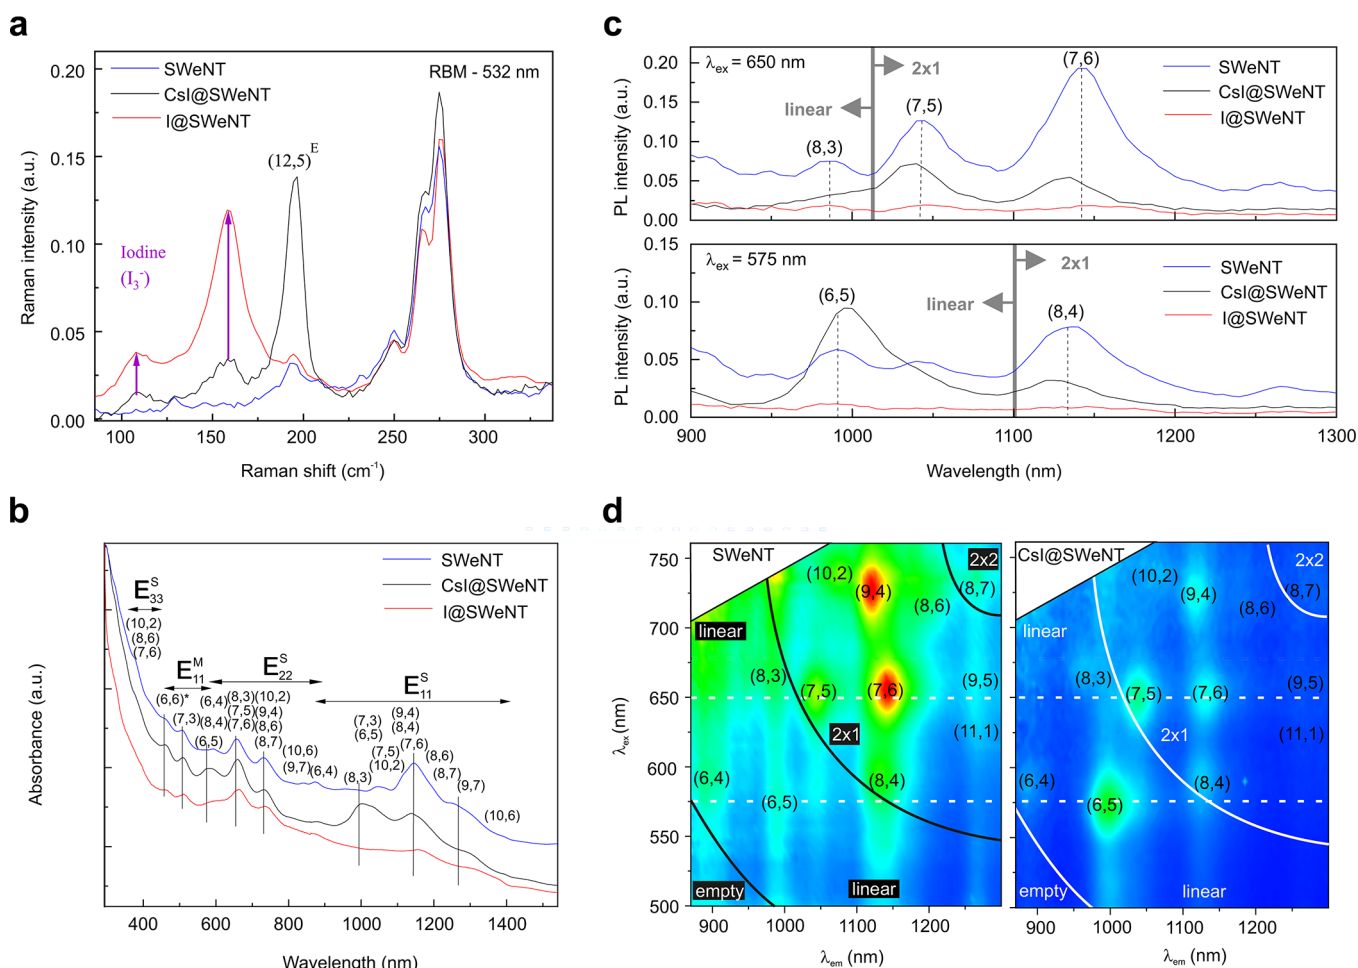 a
0.20
0.15
0.10
0.05
0.00
Raman intensity (a.u.)
SWeNT
CsI@SWeNT
I@SWeNT
RBM - 532 nm
(12,5)E
Iodine
(I3-)
100 150 200 250 300
Raman shift (cm-1)
b
Absorbance (a.u.)
SWeNT
CsI@SWeNT
I@SWeNT
ES33
(10,2)
(8,6)
(7,6)
EM11
ES22
ES11
(6,6)*
(7,3)
(6,4)
(8,4)
(6,5)
(8,3)(10,2)
(7,5)(9,4)
(7,6)(8,6)
(8,7)
(10,6)
(9,7)
(6,4)
(7,3)
(6,5)
(8,3)
(7,5)
(10,2)
(9,4)
(8,4)
(7,6)
(8,6)
(8,7)
(9,7)
(10,6)
400 600 800 1000 1200 1400
Wavelength (nm)
c
λex = 650 nm
2x1
linear
(8,3)
(7,5)
(7,6)
SWeNT
CsI@SWeNT
I@SWeNT
0.20
0.15
0.10
0.05
0.00
PL intensity (a.u.)
λex = 575 nm
2x1
linear
(6,5)
(8,4)
SWeNT
CsI@SWeNT
I@SWeNT
0.15
0.10
0.05
0.00
PL intensity (a.u.)
900 1000 1100 1200 1300
Wavelength (nm)
d
750
700
650
600
550
500
λex(nm)
SWeNT
2x2
(10,2)
(9,4)
(8,7)
(8,6)
linear
(8,3)
(7,5)
(7,6)
(9,5)
2x1
(11,1)
(6,4)
(8,4)
(6,5)
empty
linear
900 1000 1100 1200
λem (nm)
CsI@SWeNT
2x2
(10,2)
(9,4)
(8,7)
(8,6)
linear
(8,3)
(7,5)
(7,6)
(9,5)
2x1
(11,1)
(6,4)
(8,4)
(6,5)
empty
linear
900 1000 1100 1200
λem (nm)